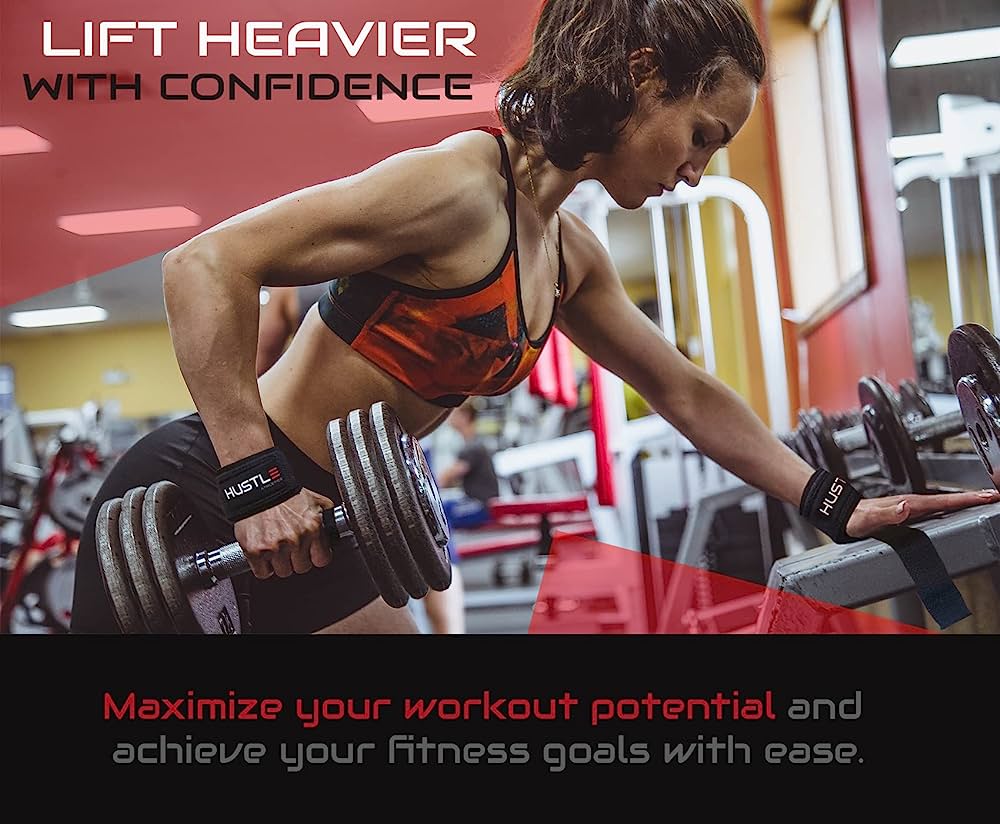 LIFT HEAVIER
WITH CONFIDENCE
HUSTLE
HUST
Maximize your workout potential and
achieve your fitness goals with ease.